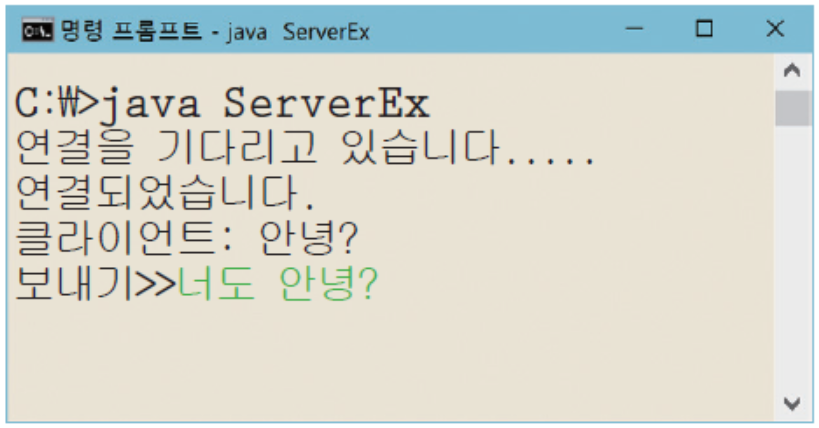 명령 프롬프트 - java ServerEx
C:₩>java ServerEx
연결을 기다리고 있습니다.....
연결되었습니다.
클라이언트: 안녕?
보내기>>너도 안녕?